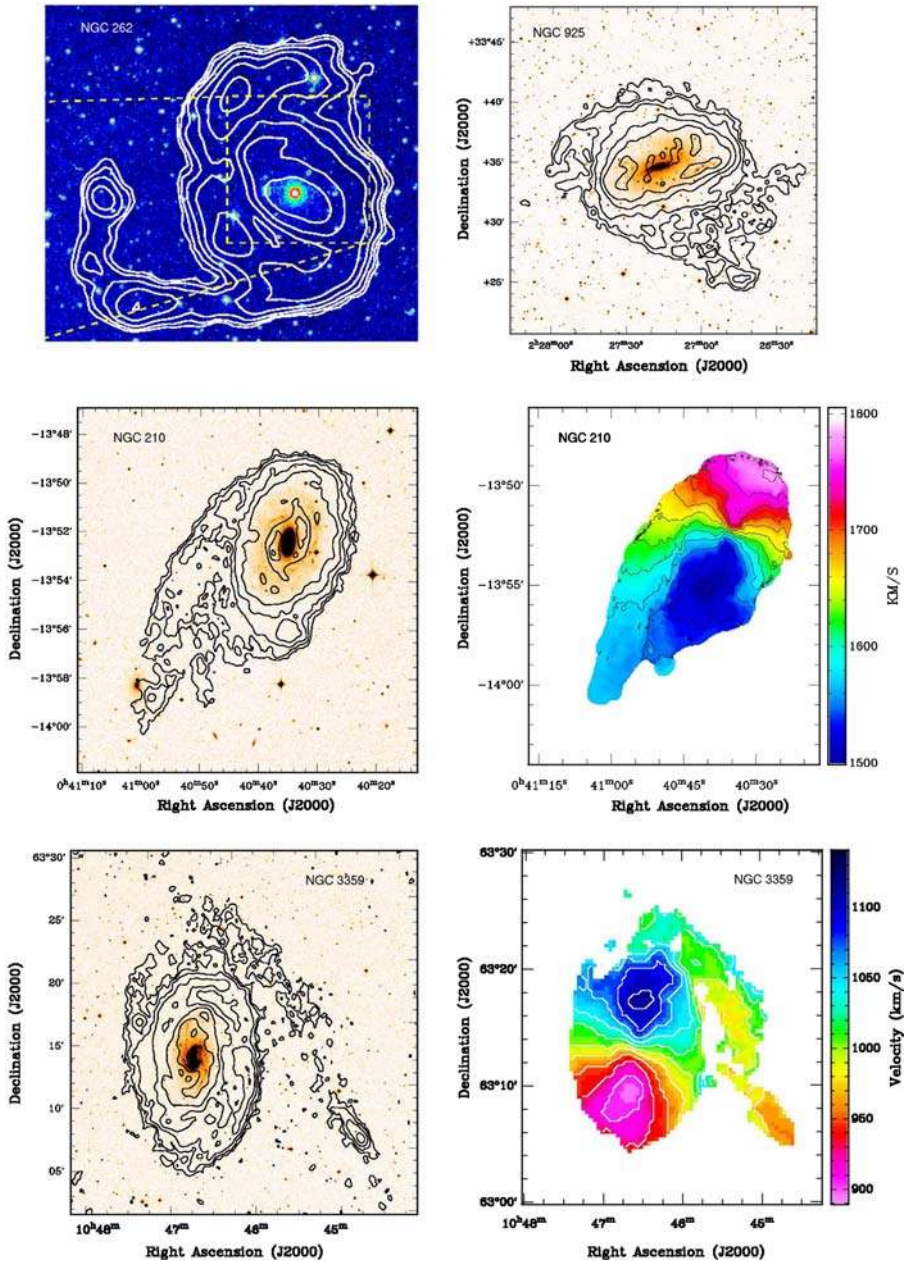 NGC 262
NGC 925
+33°45'
+40'
+35'
+30'
+25'
Declination (J2000)
2ʰ28ᵐ00ˢ
27ᵐ30ˢ
27ᵐ00ˢ
26ᵐ30ˢ
Right Ascension (J2000)
NGC 210
−13°48'
−13°50'
−13°52'
−13°54'
−13°56'
−13°58'
−14°00'
Declination (J2000)
0ʰ41ᵐ10ˢ
41ᵐ00ˢ
40ᵐ50ˢ
40ᵐ40ˢ
40ᵐ30ˢ
40ᵐ20ˢ
Right Ascension (J2000)
NGC 210
−13°50'
−13°55'
−14°00'
Declination (J2000)
0ʰ41ᵐ15ˢ
41ᵐ00ˢ
40ᵐ45ˢ
40ᵐ30ˢ
Right Ascension (J2000)
1800
1700
1600
1500
KM/S
NGC 3359
63°30'
25'
20'
15'
10'
05'
Declination (J2000)
10ʰ48ᵐ
47ᵐ
46ᵐ
45ᵐ
Right Ascension (J2000)
NGC 3359
63°30'
63°20'
63°10'
63°00'
Declination (J2000)
10ʰ48ᵐ
47ᵐ
46ᵐ
45ᵐ
Right Ascension (J2000)
1100
1050
1000
950
900
Velocity (km/s)